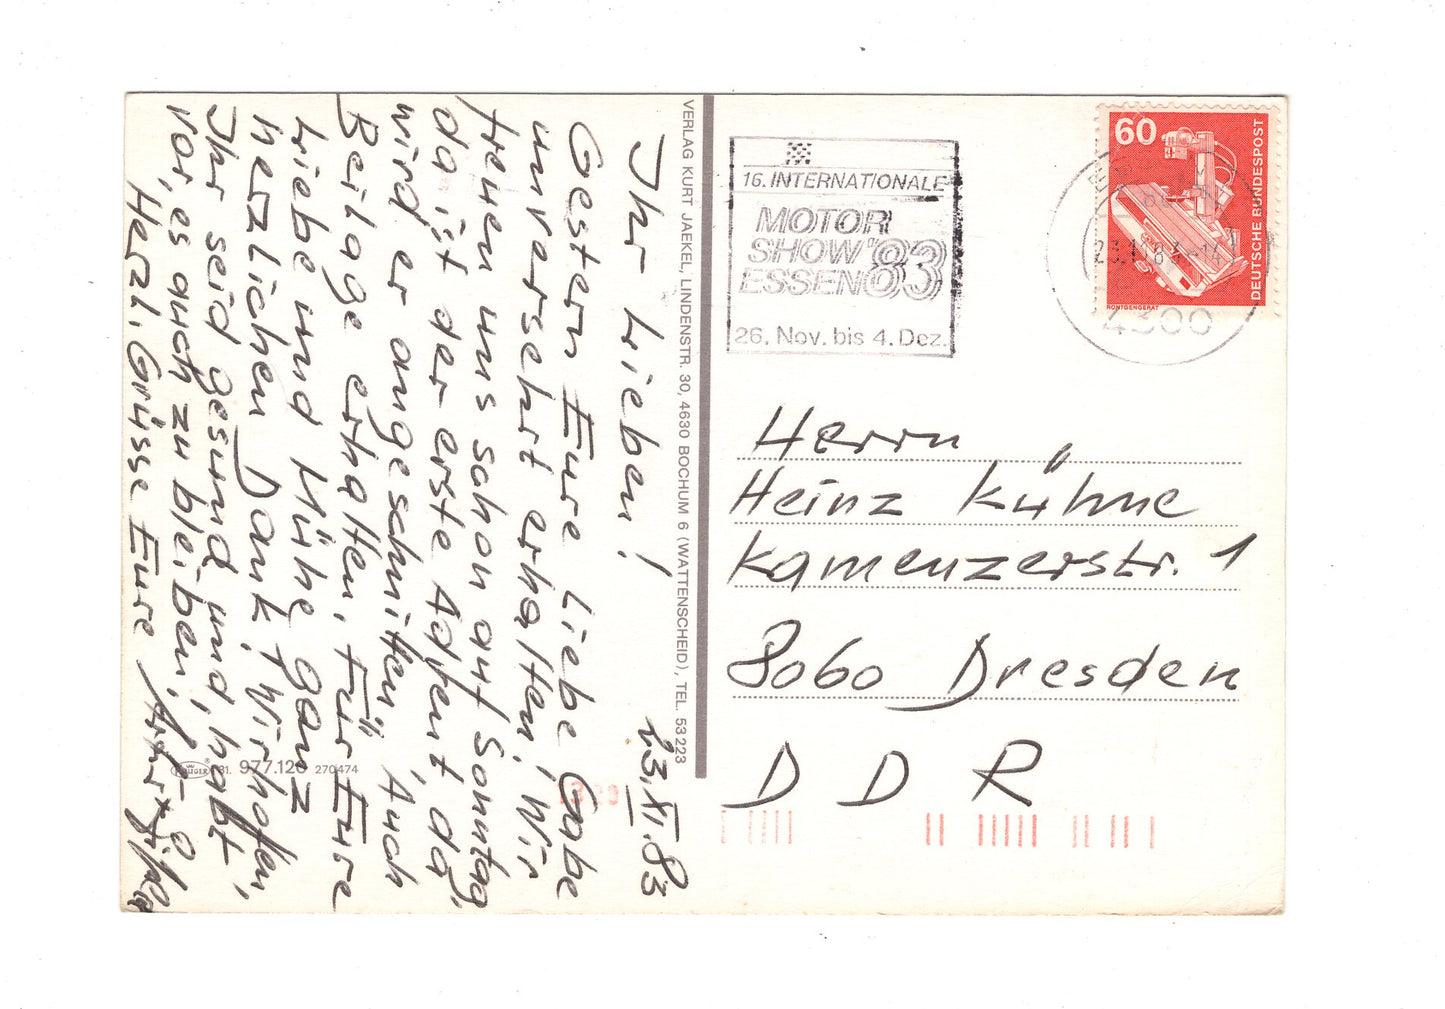 23.XI.83
Ihr Lieben!
Gestern Eure Liebe Gabe
unversehrt erhalten! Wir
freuen uns schon auf Sonntag,
da ist der erste Advent, da
wird er angeschnitten! Auch
Beilage erhalten. Für Eure
Liebe und Mühe ganz
herzlichen Dank! Wir hoffen,
Ihr seid gesund und, habt
vor, es auch zu bleiben!
Herzl. Grüsse Eure
VERLAG KURT JAEKEL, LINDENSTR. 30, 4630 BOCHUM 6 (WATTENSCHEID), TEL. 53223
KRÜGER® 977.126 270/474
16. INTERNATIONALE
MOTOR
SHOW
ESSEN '83
26. Nov. bis 4. Dez.
60
DEUTSCHE BUNDESPOST
RÖNTGENGERÄT
4300
Herrn
Heinz Kühne
Kamenzerstr. 1
8060 Dresden
D D R